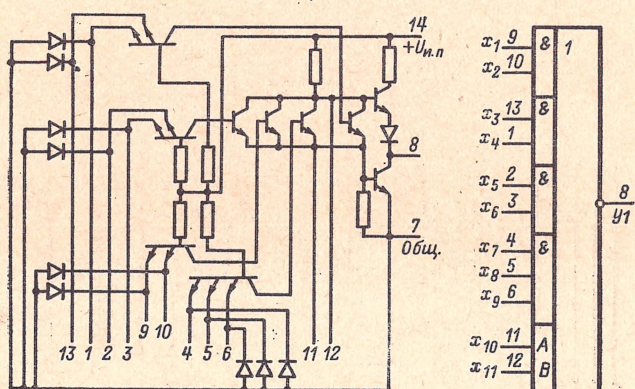 14
+Uи.п
8
7
Общ.
9 10
13 1 2 3 4 5 6 11 12
x1 9 & 1
x2 10
x3 13 &
x4 1
x5 2 &
x6 3
8
y1
x7 4 &
x8 5
x9 6
x10 11 A
x11 12 B